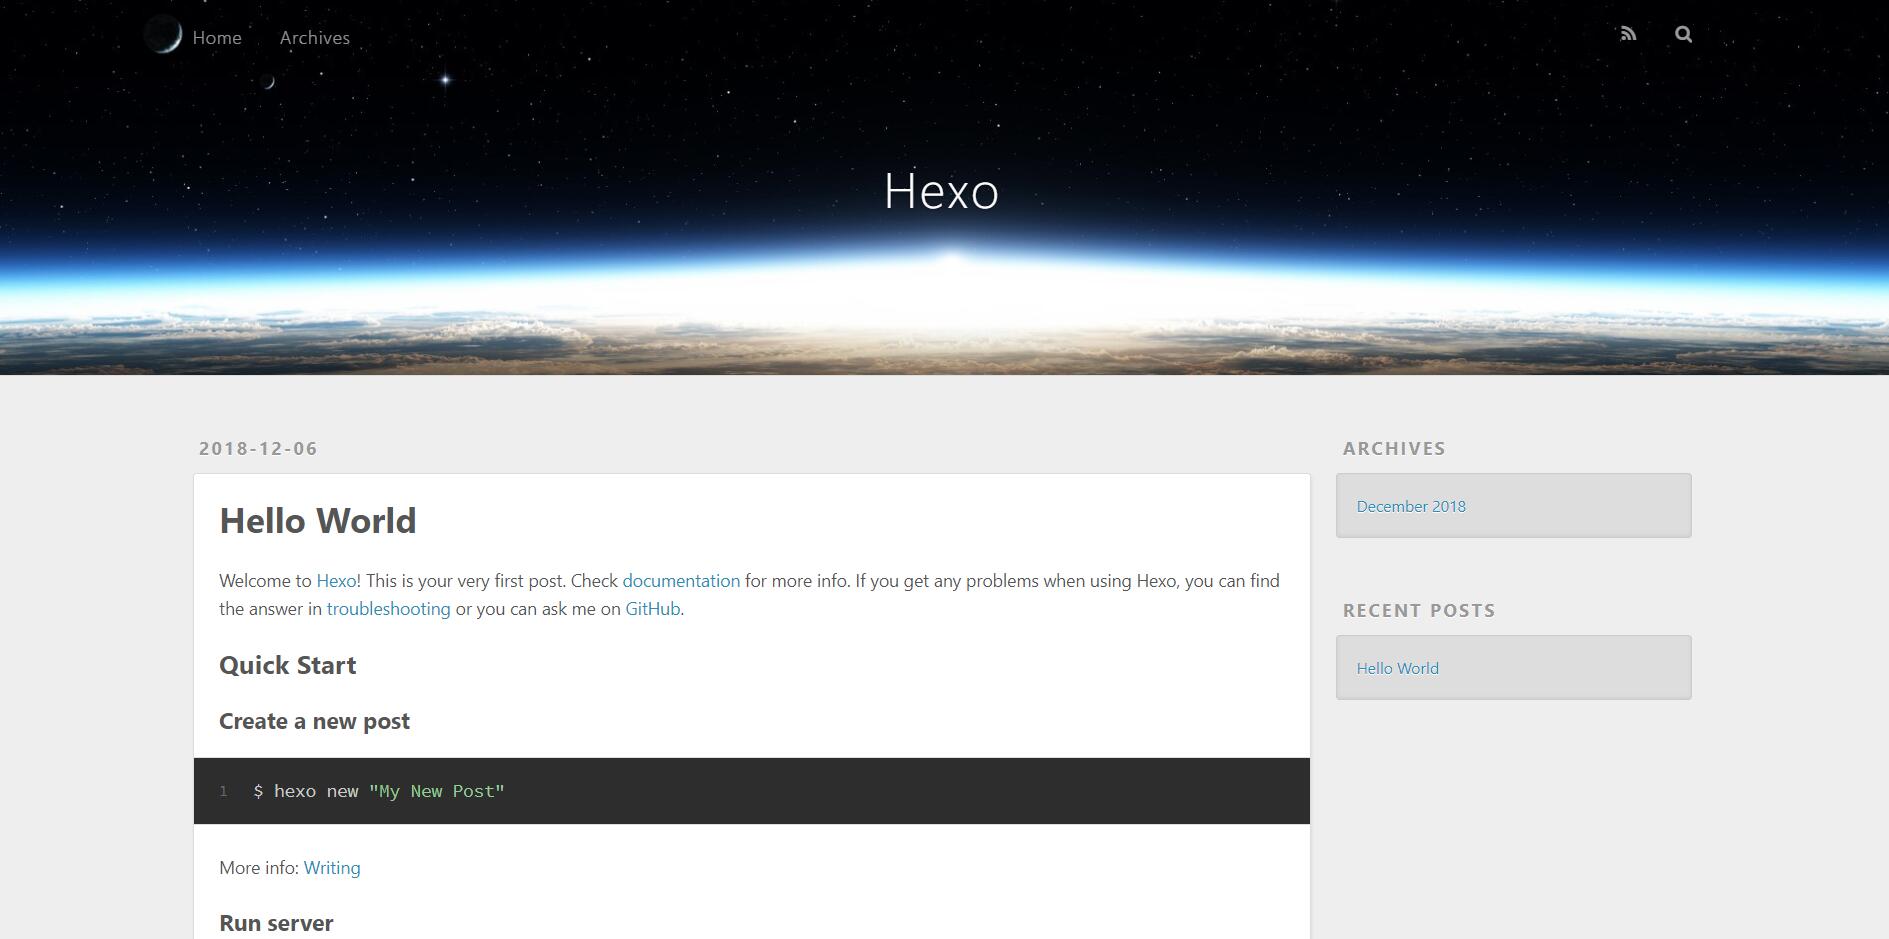 Home Archives
Hexo
2018-12-06
Hello World
Welcome to Hexo! This is your very first post. Check documentation for more info. If you get any problems when using Hexo, you can find
the answer in troubleshooting or you can ask me on GitHub.
Quick Start
Create a new post
1 $ hexo new "My New Post"
More info: Writing
Run server
ARCHIVES
December 2018
RECENT POSTS
Hello World